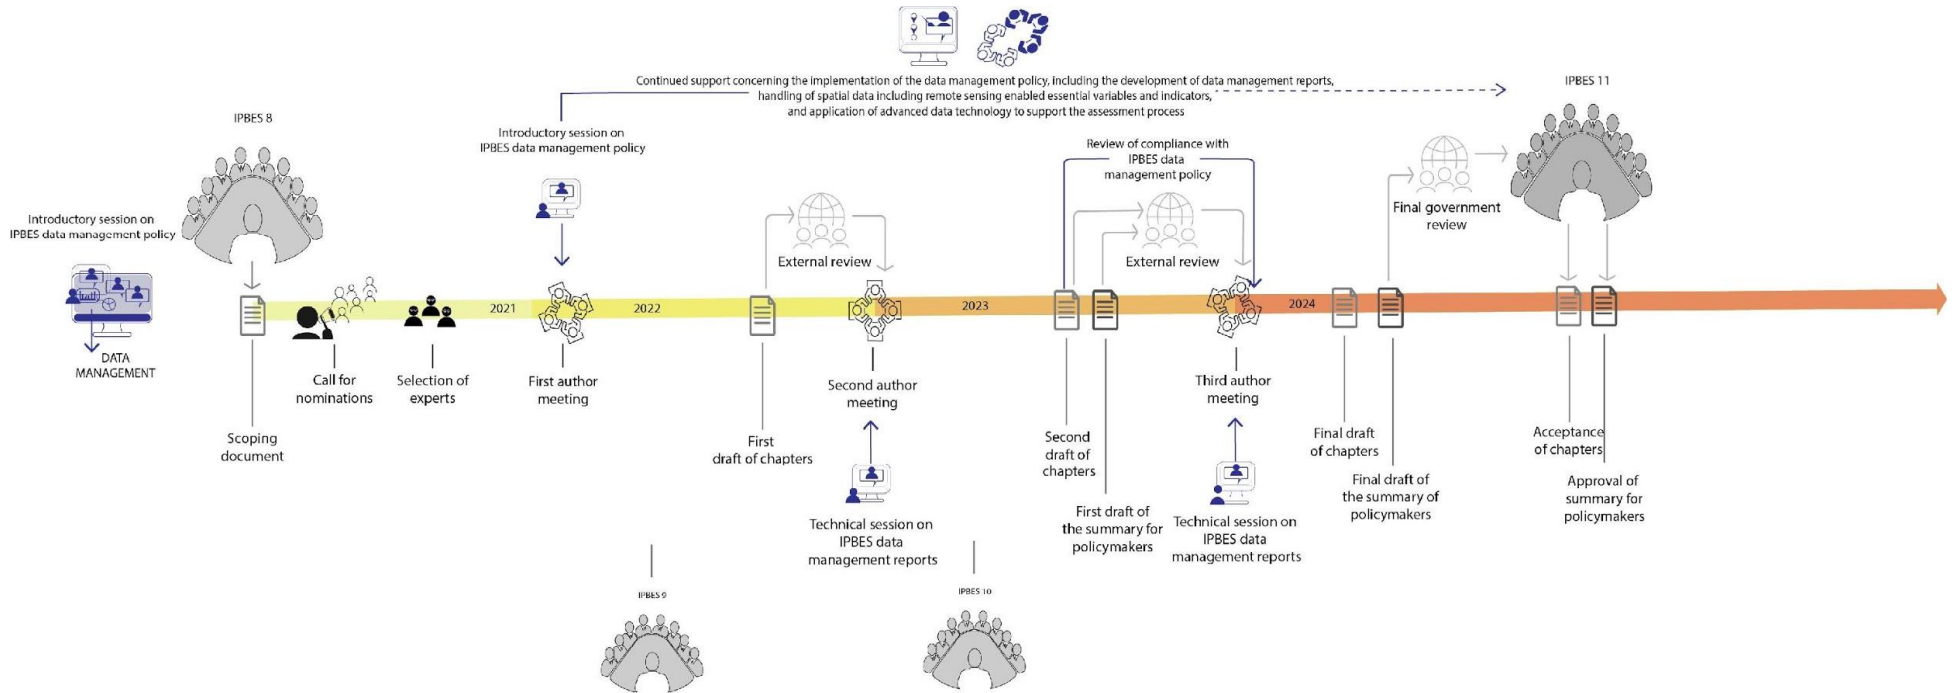 Continued support concerning the implementation of the data management policy, including the development of data management reports,
handling of spatial data including remote sensing enabled essential variables and indicators,
and application of advanced data technology to support the assessment process
IPBES 11
IPBES 8
Introductory session on
IPBES data management policy
Review of compliance with
IPBES data
management policy
Introductory session on
IPBES data management policy
Final government
review
External review
External review
2021
2022
2023
2024
DATA
MANAGEMENT
Call for
nominations
Selection of
experts
First author
meeting
Second author
meeting
Third author
meeting
Scoping
document
First
draft of chapters
Second
draft of
chapters
Final draft
of chapters
Acceptance
of chapters
Final draft of
the summary of
policymakers
Approval of
summary for
policymakers
First draft of
the summary for
policymakers
Technical session on
IPBES data
management reports
Technical session on
IPBES data
management reports
IPBES 9
IPBES 10